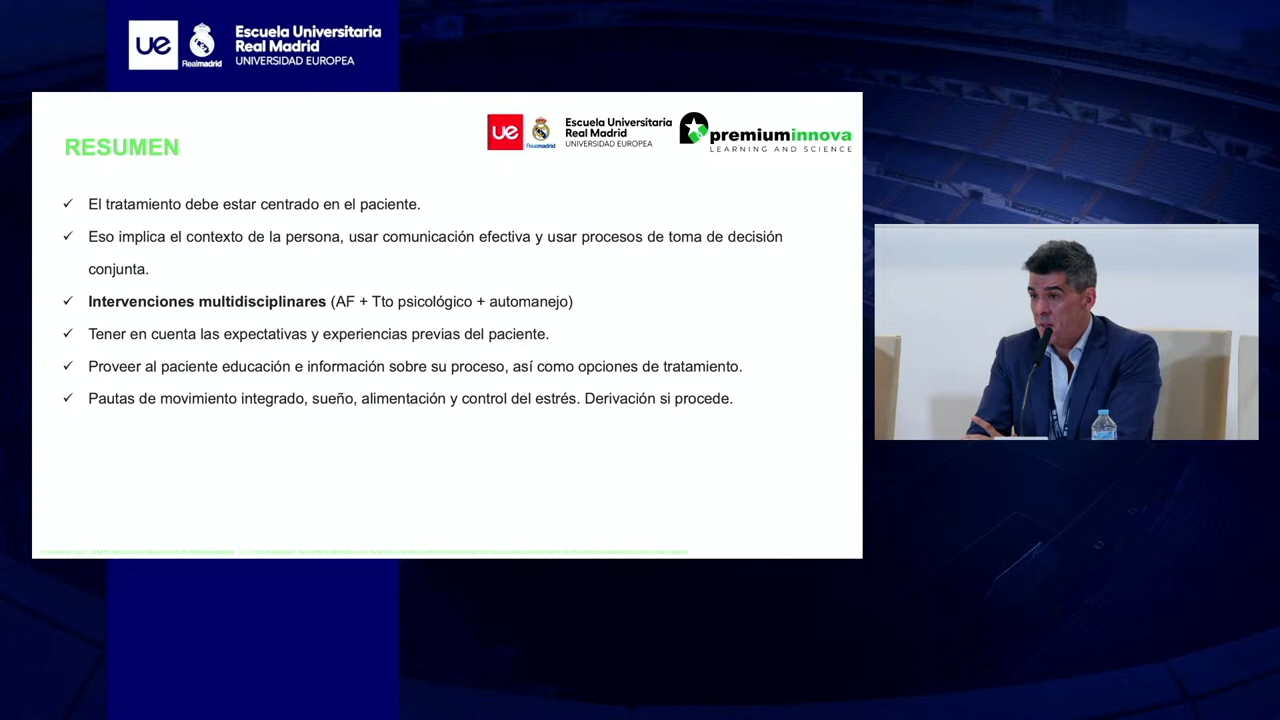 ue
Realmadrid
Escuela Universitaria
Real Madrid
UNIVERSIDAD EUROPEA
RESUMEN
ue
Realmadrid
Escuela Universitaria
Real Madrid
UNIVERSIDAD EUROPEA
premiuminnova
LEARNING AND SCIENCE
✓ El tratamiento debe estar centrado en el paciente.
✓ Eso implica el contexto de la persona, usar comunicación efectiva y usar procesos de toma de decisión
conjunta.
✓ Intervenciones multidisciplinares (AF + Tto psicológico + automanejo)
✓ Tener en cuenta las expectativas y experiencias previas del paciente.
✓ Proveer al paciente educación e información sobre su proceso, así como opciones de tratamiento.
✓ Pautas de movimiento integrado, sueño, alimentación y control del estrés. Derivación si procede.